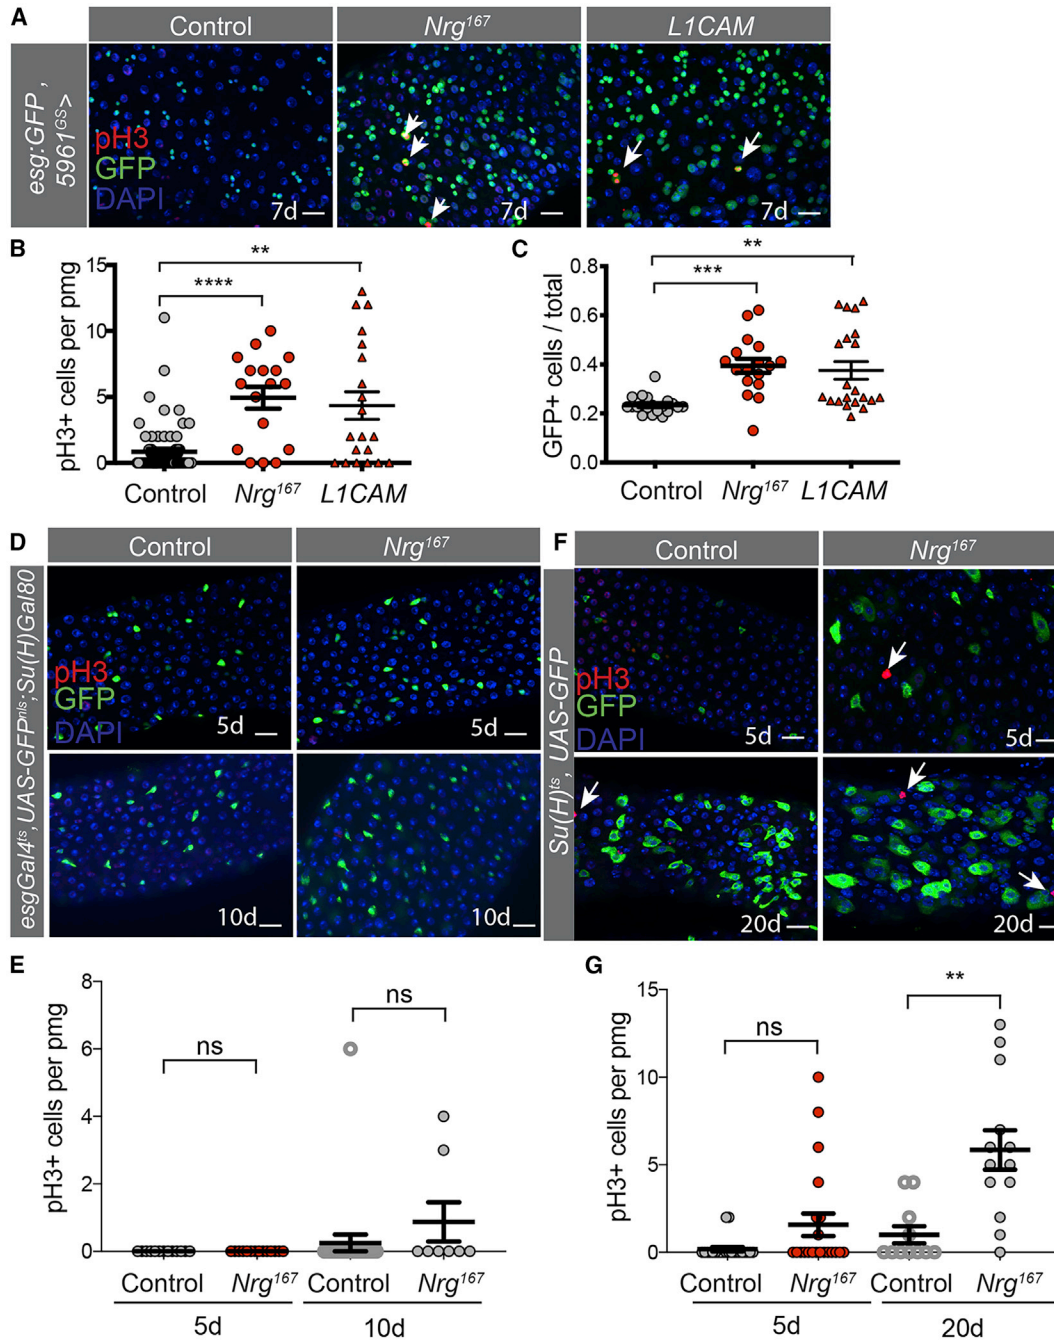 A
Control
Nrg¹⁶⁷
L1CAM
esg:GFP ,
5961ᴳˢ>
pH3
GFP
DAPI
7d
7d
7d
B
**
****
15
10
5
0
pH3+ cells per pmg
Control
Nrg¹⁶⁷
L1CAM
C
**
***
0.8
0.6
0.4
0.2
0.0
GFP+ cells / total
Control
Nrg¹⁶⁷
L1CAM
D
Control
Nrg¹⁶⁷
esgGal4ᵗˢ,UAS-GFPⁿˡˢ;Su(H)Gal80
pH3
GFP
DAPI
5d
5d
10d
10d
F
Control
Nrg¹⁶⁷
Su(H)ᵗˢ, UAS-GFP
pH3
GFP
DAPI
5d
5d
20d
20d
E
8
6
4
2
0
pH3+ cells per pmg
ns
ns
Control
Nrg¹⁶⁷
Control
Nrg¹⁶⁷
5d
10d
G
15
10
5
0
pH3+ cells per pmg
ns
**
Control
Nrg¹⁶⁷
Control
Nrg¹⁶⁷
5d
20d